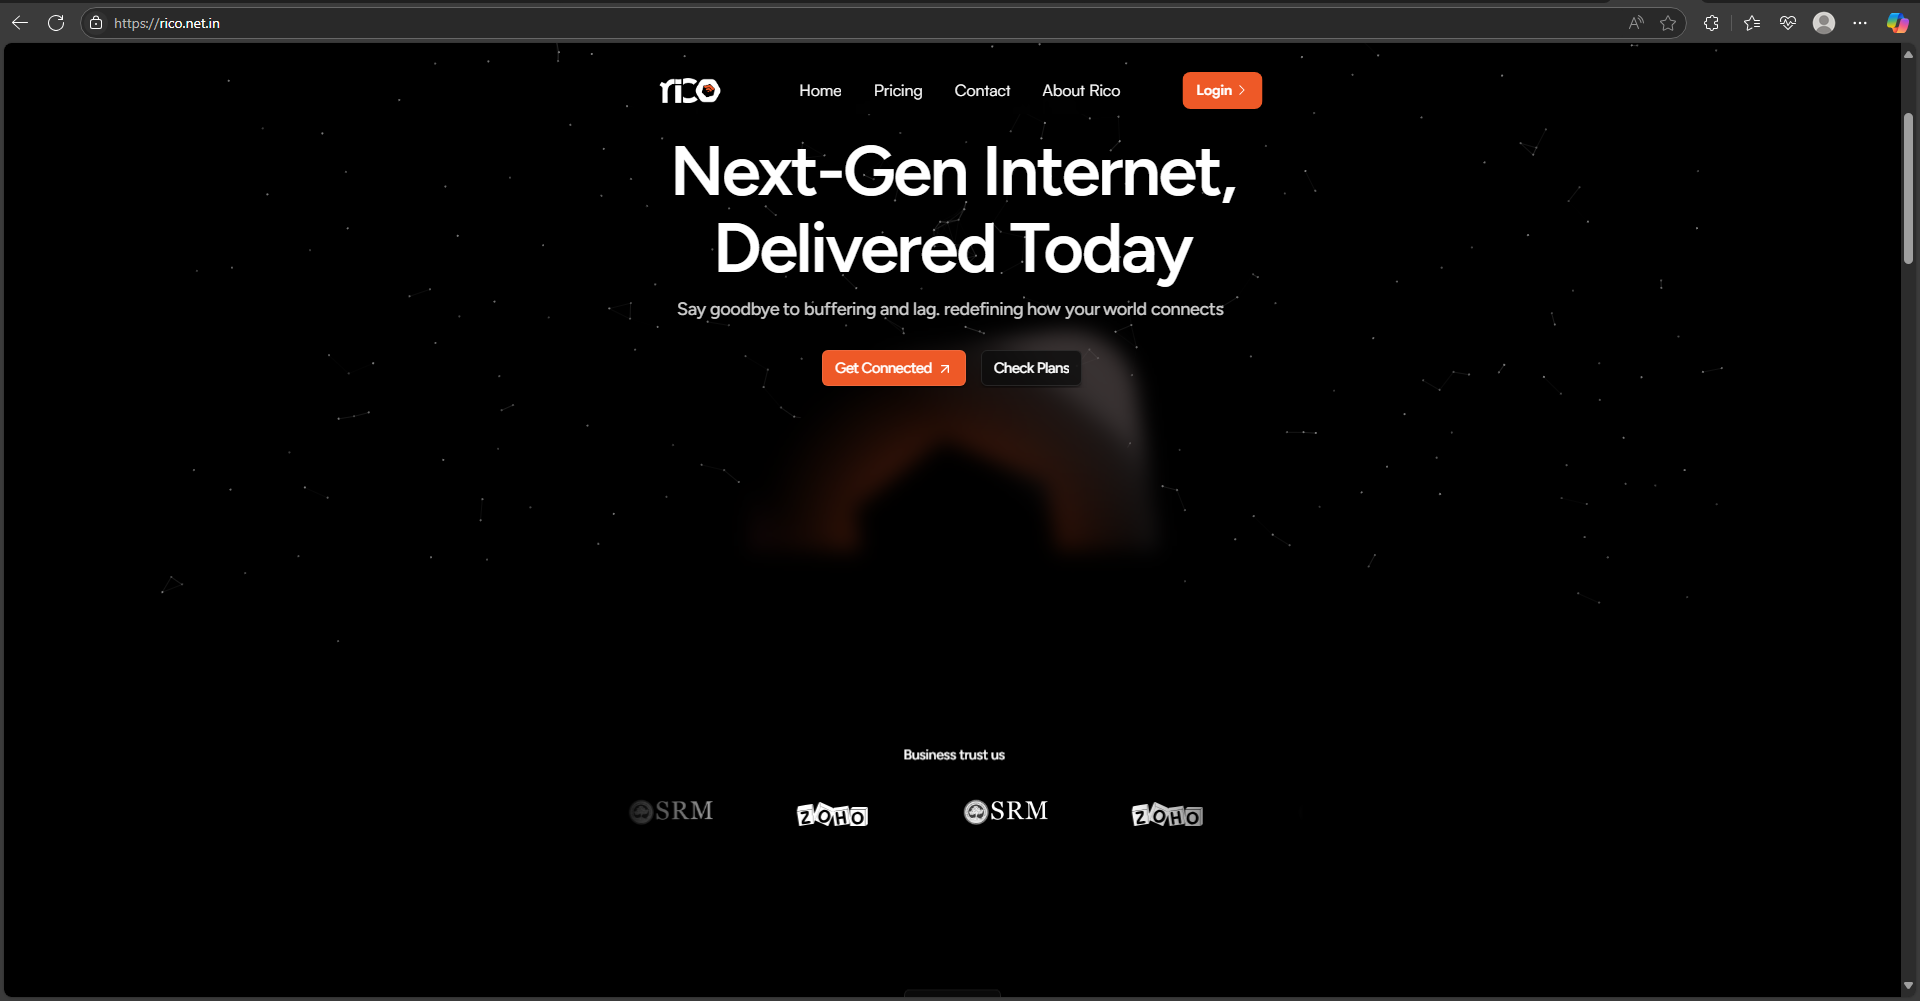 https://rico.net.in
rico
Home
Pricing
Contact
About Rico
Login
Next-Gen Internet,
Delivered Today
Say goodbye to buffering and lag. redefining how your world connects
Get Connected
Check Plans
Business trust us
SRM
ZOHO
SRM
ZOHO